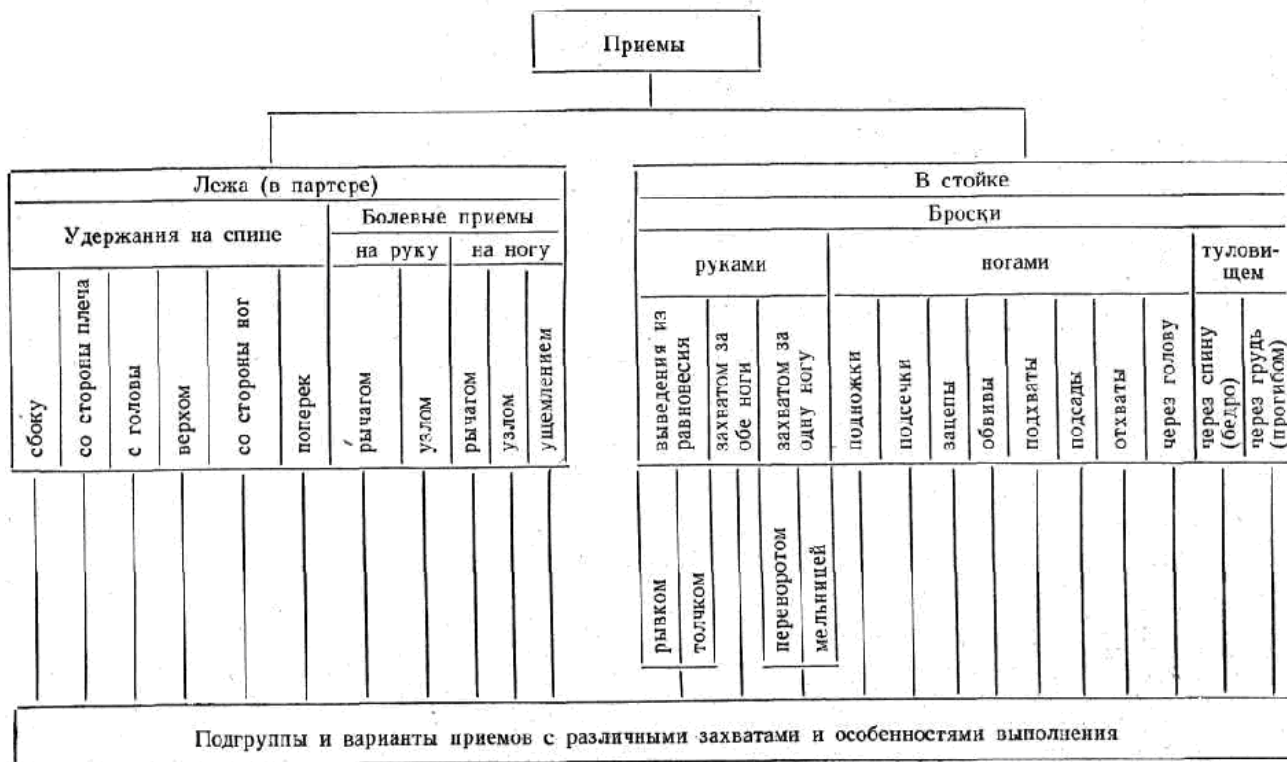 Приемы
Лежа (в партере)
Удержания на спине
Болевые приемы
на руку
на ногу
сбоку
со стороны плеча
с головы
верхом
со стороны ног
поперек
рычагом
узлом
рычагом
узлом
ущемлением
В стойке
Броски
руками
ногами
тулови-
щем
выведения из
равновесия
захватом за
обе ноги
захватом за
одну ногу
подножки
подсечки
зацепы
обвивы
подхваты
подсады
отхваты
через голову
через спину
(бедро)
через грудь
(прогибом)
рывком
толчком
переворотом
мельницей
Подгруппы и варианты приемов с различными захватами и особенностями выполнения